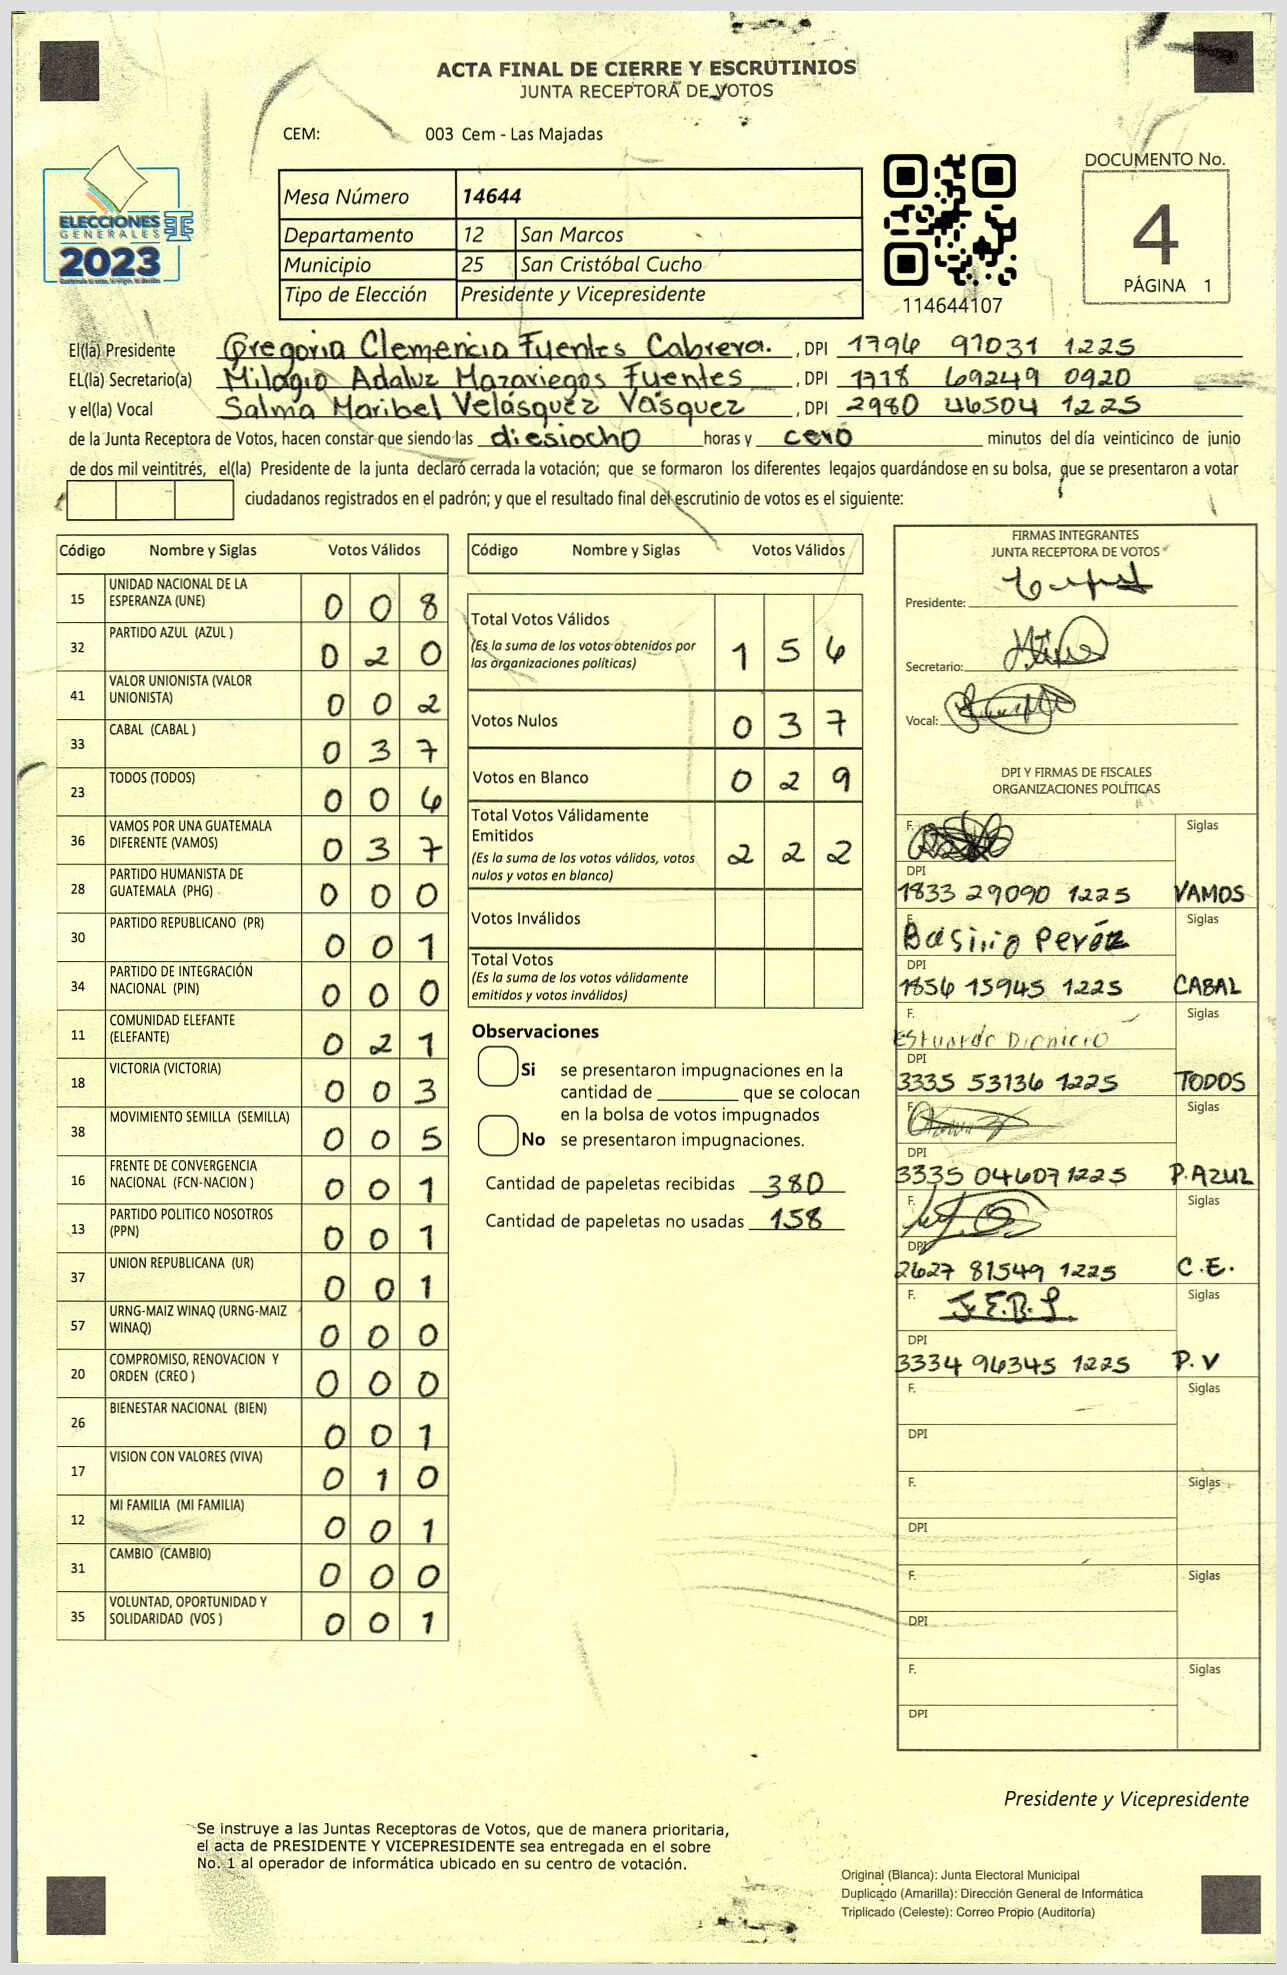 ACTA FINAL DE CIERRE Y ESCRUTINIOS
JUNTA RECEPTORA DE VOTOS
CEM: 003 Cem - Las Majadas
ELECCIONES
GENERALES
2023
Mesa Número 14644
Departamento 12 San Marcos
Municipio 25 San Cristóbal Cucho
Tipo de Elección Presidente y Vicepresidente
114644107
DOCUMENTO No.
4
PÁGINA 1
El(la) Presidente Gregoria Clemencia Fuentes Cabrera. , DPI 1796 97031 1225
EL(la) Secretario(a) Milagro Adaluz Mazariegos Fuentes , DPI 1718 69249 0920
y el(la) Vocal Salma Maribel Velásquez Vásquez , DPI 2980 46504 1225
de la Junta Receptora de Votos, hacen constar que siendo las diesiocho horas y cero minutos del día veinticinco de junio
de dos mil veintitrés, el(la) Presidente de la junta declaró cerrada la votación; que se formaron los diferentes legajos quardándose en su bolsa, que se presentaron a votar
ciudadanos registrados en el padrón; y que el resultado final del escrutinio de votos es el siguiente:
Código Nombre y Siglas Votos Válidos
15 UNIDAD NACIONAL DE LA
ESPERANZA (UNE) 0 0 8
32 PARTIDO AZUL (AZUL ) 0 2 0
41 VALOR UNIONISTA (VALOR
UNIONISTA) 0 0 2
33 CABAL (CABAL ) 0 3 7
23 TODOS (TODOS) 0 0 6
36 VAMOS POR UNA GUATEMALA
DIFERENTE (VAMOS) 0 3 7
28 PARTIDO HUMANISTA DE
GUATEMALA (PHG) 0 0 0
30 PARTIDO REPUBLICANO (PR) 0 0 1
34 PARTIDO DE INTEGRACIÓN
NACIONAL (PIN) 0 0 0
11 COMUNIDAD ELEFANTE
(ELEFANTE) 0 2 1
18 VICTORIA (VICTORIA) 0 0 3
38 MOVIMIENTO SEMILLA (SEMILLA) 0 0 5
16 FRENTE DE CONVERGENCIA
NACIONAL (FCN-NACION ) 0 0 1
13 PARTIDO POLITICO NOSOTROS
(PPN) 0 0 1
37 UNION REPUBLICANA (UR) 0 0 1
57 URNG-MAIZ WINAQ (URNG-MAIZ
WINAQ) 0 0 0
20 COMPROMISO, RENOVACION Y
ORDEN (CREO ) 0 0 0
26 BIENESTAR NACIONAL (BIEN) 0 0 1
17 VISION CON VALORES (VIVA) 0 1 0
12 MI FAMILIA (MI FAMILIA) 0 0 1
31 CAMBIO (CAMBIO) 0 0 0
35 VOLUNTAD, OPORTUNIDAD Y
SOLIDARIDAD (VOS ) 0 0 1
Código Nombre y Siglas Votos Válidos
Total Votos Válidos
(Es la suma de los votos obtenidos por
las organizaciones políticas) 1 5 6
Votos Nulos 0 3 7
Votos en Blanco 0 2 9
Total Votos Válidamente
Emitidos
(Es la suma de los votos válidos, votos
nulos y votos en blanco) 2 2 2
Votos Inválidos
Total Votos
(Es la suma de los votos válidamente
emitidos y votos inválidos)
Observaciones
Si se presentaron impugnaciones en la
cantidad de ________ que se colocan
en la bolsa de votos impugnados
No se presentaron impugnaciones.
Cantidad de papeletas recibidas 380
Cantidad de papeletas no usadas 158
FIRMAS INTEGRANTES
JUNTA RECEPTORA DE VOTOS
Presidente:
Secretario:
Vocal:
DPI Y FIRMAS DE FISCALES
ORGANIZACIONES POLÍTICAS
F. Siglas
DPI
1833 29090 1225 VAMOS
F. Siglas
Basilio Peréz
DPI
1856 15945 1225 CABAL
F. Siglas
Estuardo Dionicio
DPI
3335 53136 1225 TODOS
F. Siglas
DPI
3335 04607 1225 P.AZUL
F. Siglas
DPI
2627 81549 1225 C.E.
F. Siglas
J.E.B.L.
DPI
3334 96345 1225 P.V
F. Siglas
DPI
F. Siglas
DPI
F. Siglas
DPI
F. Siglas
DPI
Presidente y Vicepresidente
Se instruye a las Juntas Receptoras de Votos, que de manera prioritaria,
el acta de PRESIDENTE Y VICEPRESIDENTE sea entregada en el sobre
No. 1 al operador de informática ubicado en su centro de votación.
Original (Blanca): Junta Electoral Municipal
Duplicado (Amarilla): Dirección General de Informática
Triplicado (Celeste): Correo Propio (Auditoría)